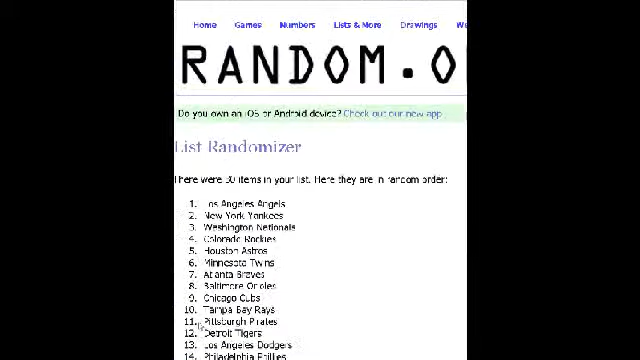 Home Games Numbers Lists & More Drawings We
RANDOM.O
Do you own an iOS or Android device? Check out our new app
List Randomizer
There were 30 items in your list. Here they are in random order:
1. Los Angeles Angels
2. New York Yankees
3. Washington Nationals
4. Colorado Rockies
5. Houston Astros
6. Minnesota Twins
7. Atlanta Braves
8. Baltimore Orioles
9. Chicago Cubs
10. Tampa Bay Rays
11. Pittsburgh Pirates
12. Detroit Tigers
13. Los Angeles Dodgers
14. Philadelphia Phillies